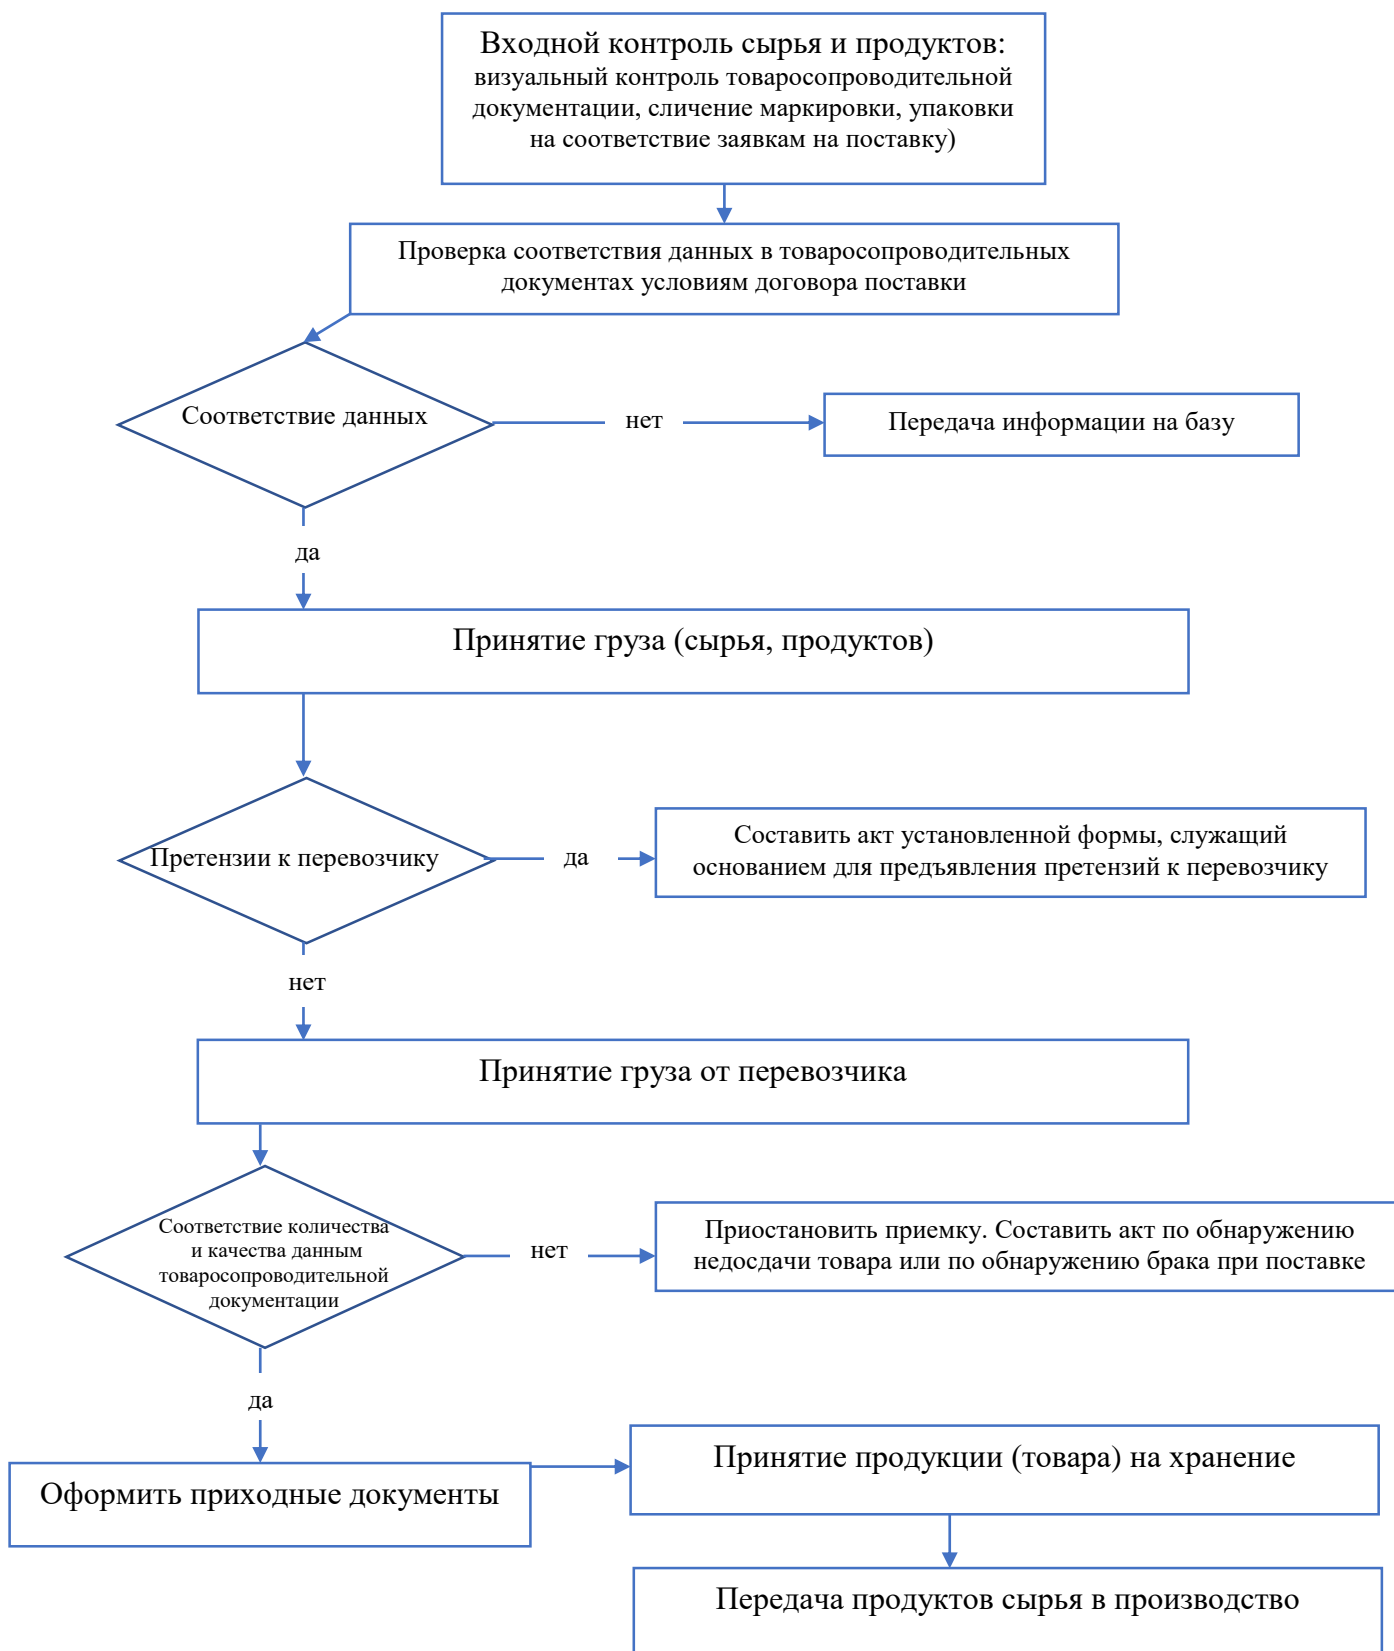 Входной контроль сырья и продуктов:
визуальный контроль товаросопроводительной
документации, сличение маркировки, упаковки
на соответствие заявкам на поставку)
Проверка соответствия данных в товаросопроводительных
документах условиям договора поставки
Соответствие данных
нет
Передача информации на базу
да
Принятие груза (сырья, продуктов)
Претензии к перевозчику
да
Составить акт установленной формы, служащий
основанием для предъявления претензий к перевозчику
нет
Принятие груза от перевозчика
Соответствие количества
и качества данным
товаросопроводительной
документации
нет
Приостановить приемку. Составить акт по обнаружению
недосдачи товара или по обнаружению брака при поставке
да
Оформить приходные документы
Принятие продукции (товара) на хранение
Передача продуктов сырья в производство